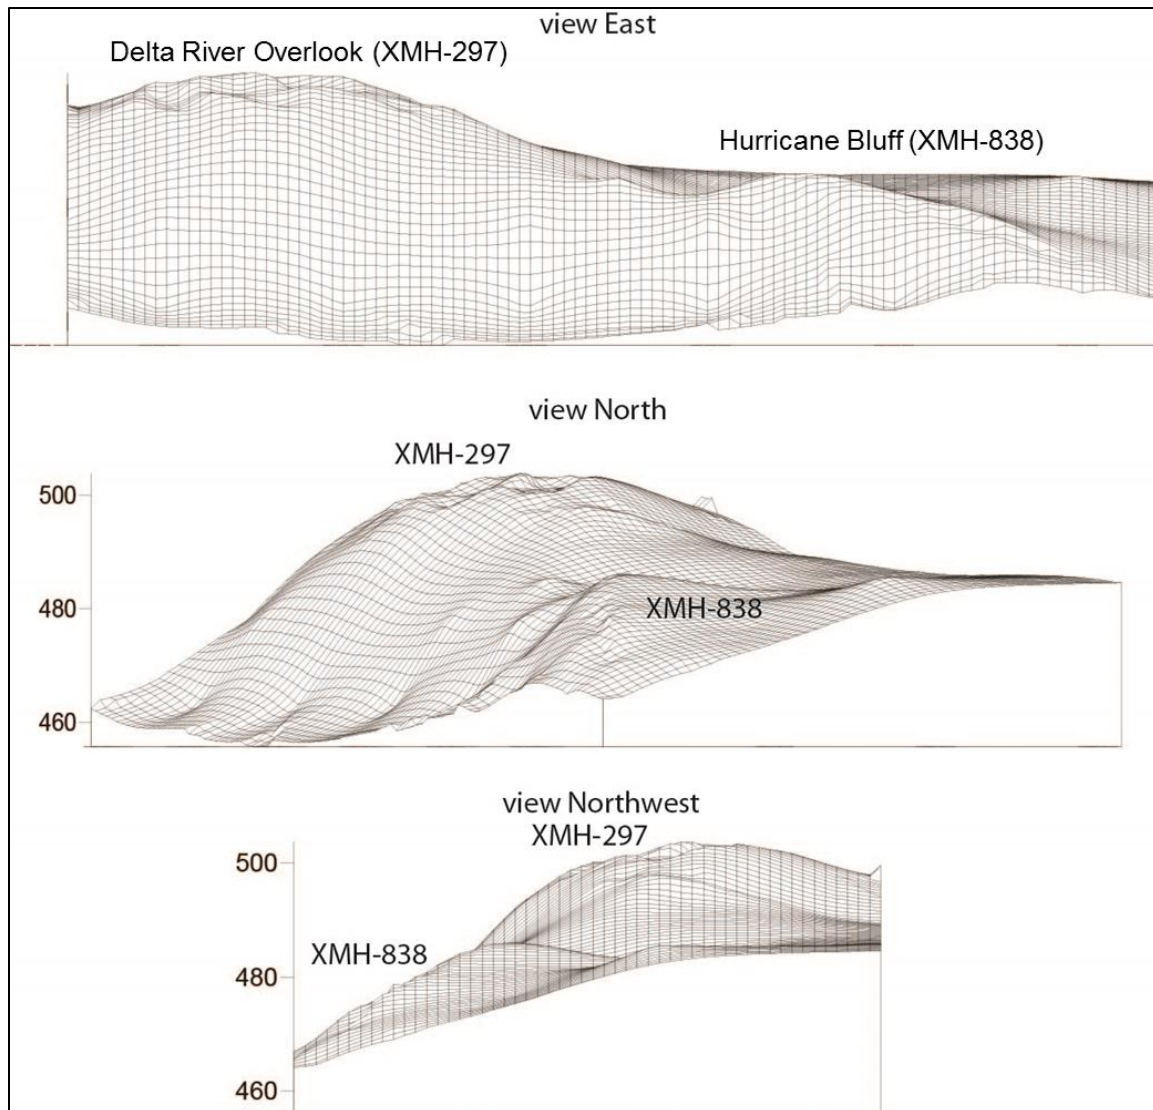 view East
Delta River Overlook (XMH-297)
Hurricane Bluff (XMH-838)
view North
XMH-297
500
480
XMH-838
460
view Northwest
XMH-297
500
XMH-838
480
460